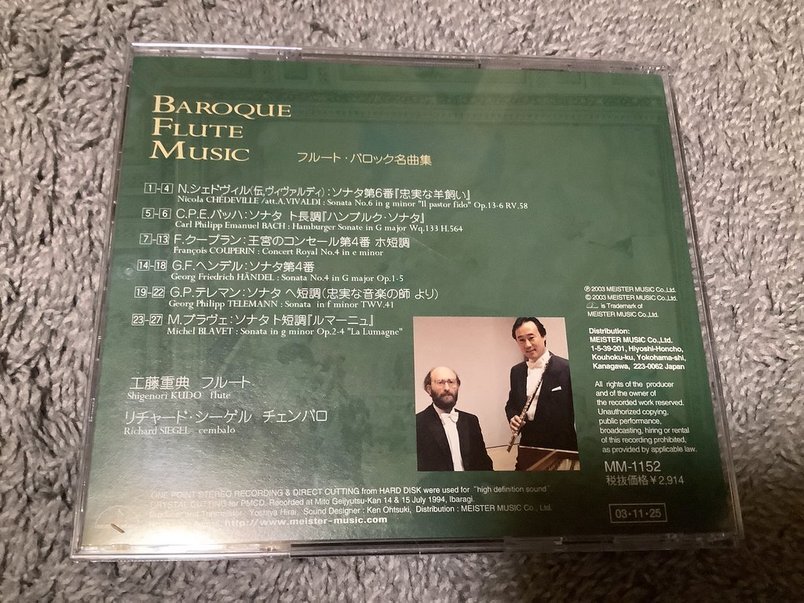 BAROQUE
FLUTE
MUSIC
フルート・バロック名曲集
1-4 N.シェドヴィル(伝.ヴィヴァルディ):ソナタ第6番『忠実な羊飼い』
Nicola CHÉDEVILLE /att.A.VIVALDI : Sonata No.6 in g minor "Il pastor fido" Op.13-6 RV.58
5-6 C.P.E.バッハ:ソナタ ト長調『ハンブルク・ソナタ』
Carl Philipp Emanuel BACH : Hamburger Sonate in G major Wq.133 H.564
7-13 F.クープラン:王宮のコンセール第4番 ホ短調
François COUPERIN : Concert Royal No.4 in e minor
14-18 G.F.ヘンデル:ソナタ第4番
Georg Friedrich HÄNDEL : Sonata No.4 in G major Op.1-5
19-22 G.P.テレマン:ソナタ ヘ短調(忠実な音楽の師 より)
Georg Philipp TELEMANN : Sonata in f minor TWV.41
23-27 M.ブラヴェ:ソナタ ト短調『ルマーニュ』
Michel BLAVET : Sonata in g minor Op.2-4 "La Lumagne"
工藤重典 フルート
Shigenori KUDO flute
リチャード・シーゲル チェンバロ
Richard SIEGEL cembalo
ONE POINT STEREO RECORDING & DIRECT CUTTING from HARD DISK were used for "high definition sound"
CUTTING for PMCD. Recorded at Mito Geijyutsu-Kan 14 & 15 July 1994, Ibaragi.
Yoshiya Hirai, Sound Designer : Ken Ohtsuki, Distribution : MEISTER MUSIC Co., Ltd.
http://www.meister-music.com/
℗ 2003 MEISTER MUSIC Co.,Ltd.
© 2003 MEISTER MUSIC Co.,Ltd.
is Trademark of
MEISTER MUSIC Co.,Ltd.
Distribution:
MEISTER MUSIC Co.,Ltd.
1-5-39-201, Hiyoshi-Honcho,
Kouhoku-ku, Yokohama-shi,
Kanagawa, 223-0062 Japan
All rights of the producer
and of the owner of
the recorded work reserved.
Unauthorized copying,
public performance,
broadcasting, hiring or rental
of this recording prohibited,
as provided by applicable law.
MM-1152
税抜価格￥2,914
03・11・25